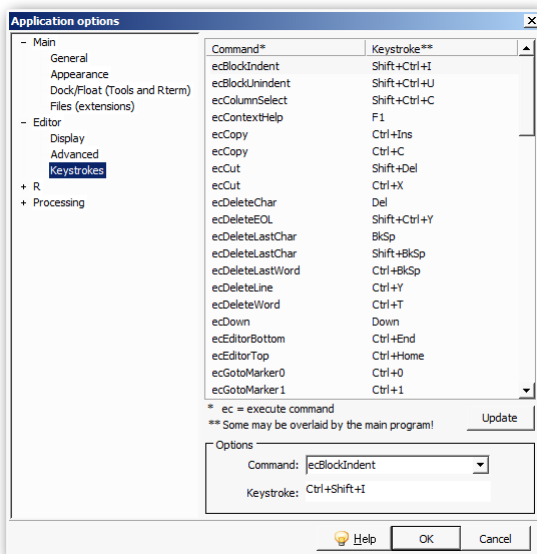 Application options
- Main
General
Appearance
Dock/Float (Tools and Rterm)
Files (extensions)
- Editor
Display
Advanced
Keystrokes
+ R
+ Processing
Command* Keystroke**
ecBlockIndent Shift+Ctrl+I
ecBlockUnindent Shift+Ctrl+U
ecColumnSelect Shift+Ctrl+C
ecContextHelp F1
ecCopy Ctrl+Ins
ecCopy Ctrl+C
ecCut Shift+Del
ecCut Ctrl+X
ecDeleteChar Del
ecDeleteEOL Shift+Ctrl+Y
ecDeleteLastChar BkSp
ecDeleteLastChar Shift+BkSp
ecDeleteLastWord Ctrl+BkSp
ecDeleteLine Ctrl+Y
ecDeleteWord Ctrl+T
ecDown Down
ecEditorBottom Ctrl+End
ecEditorTop Ctrl+Home
ecGotoMarker0 Ctrl+0
ecGotoMarker1 Ctrl+1
* ec = execute command
** Some may be overlaid by the main program!
Update
Options
Command: ecBlockIndent
Keystroke: Ctrl+Shift+I
Help OK Cancel